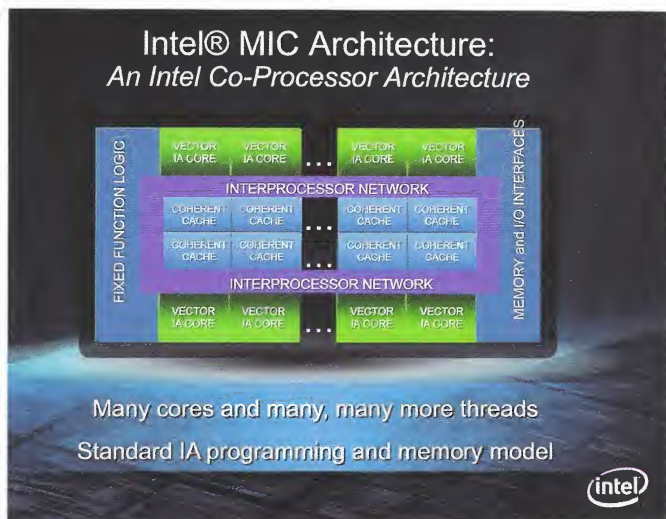 Intel® MIC Architecture:
An Intel Co-Processor Architecture
FIXED FUNCTION LOGIC
VECTOR IA CORE
VECTOR IA CORE
...
VECTOR IA CORE
VECTOR IA CORE
INTERPROCESSOR NETWORK
COHERENT CACHE
COHERENT CACHE
...
COHERENT CACHE
COHERENT CACHE
COHERENT CACHE
COHERENT CACHE
...
COHERENT CACHE
COHERENT CACHE
INTERPROCESSOR NETWORK
VECTOR IA CORE
VECTOR IA CORE
...
VECTOR IA CORE
VECTOR IA CORE
MEMORY and I/O INTERFACES
Many cores and many, many more threads
Standard IA programming and memory model
intel